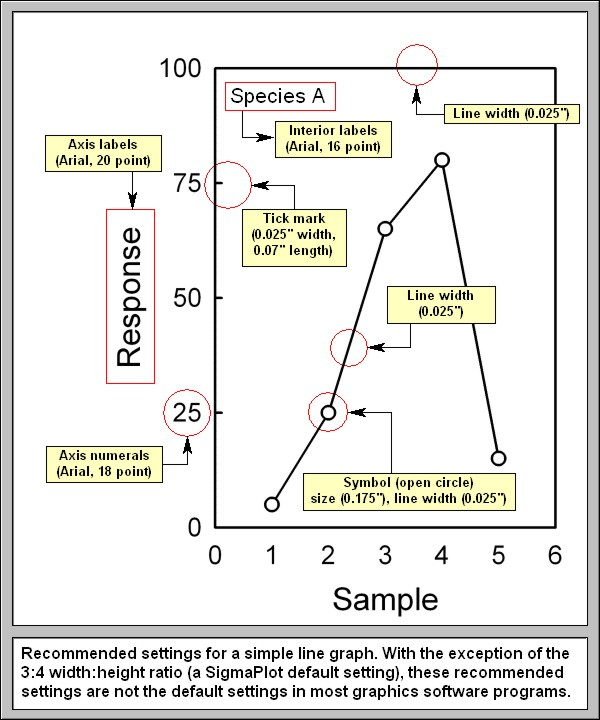 100
Species A
Line width (0.025")
Interior labels
(Arial, 16 point)
Axis labels
(Arial, 20 point)
75
Tick mark
(0.025" width,
0.07" length)
Response
50
Line width
(0.025")
25
Axis numerals
(Arial, 18 point)
Symbol (open circle)
size (0.175"), line width (0.025")
0
0 1 2 3 4 5 6
Sample
Recommended settings for a simple line graph. With the exception of the
3:4 width:height ratio (a SigmaPlot default setting), these recommended
settings are not the default settings in most graphics software programs.